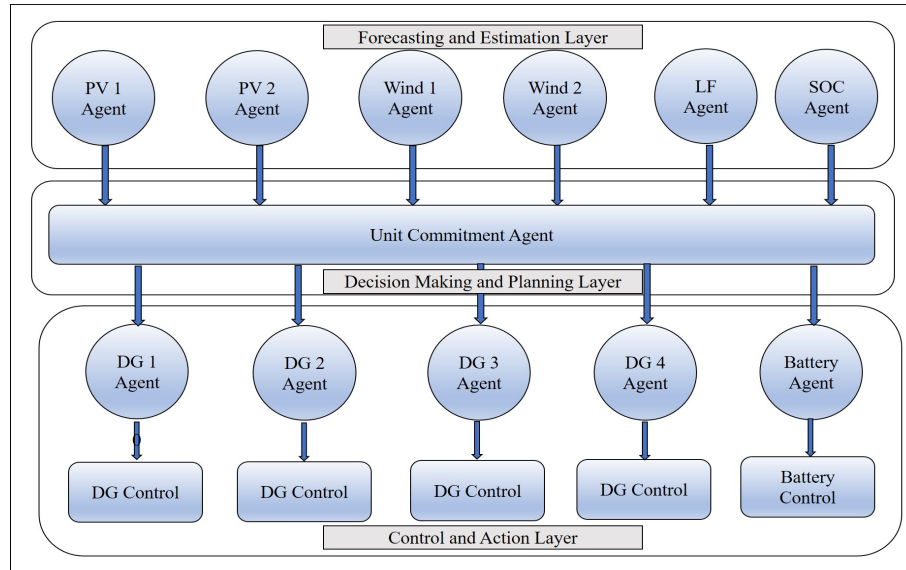 Forecasting and Estimation Layer
PV 1
Agent
PV 2
Agent
Wind 1
Agent
Wind 2
Agent
LF
Agent
SOC
Agent
Unit Commitment Agent
Decision Making and Planning Layer
DG 1
Agent
DG 2
Agent
DG 3
Agent
DG 4
Agent
Battery
Agent
0
DG Control
DG Control
DG Control
DG Control
Battery
Control
Control and Action Layer